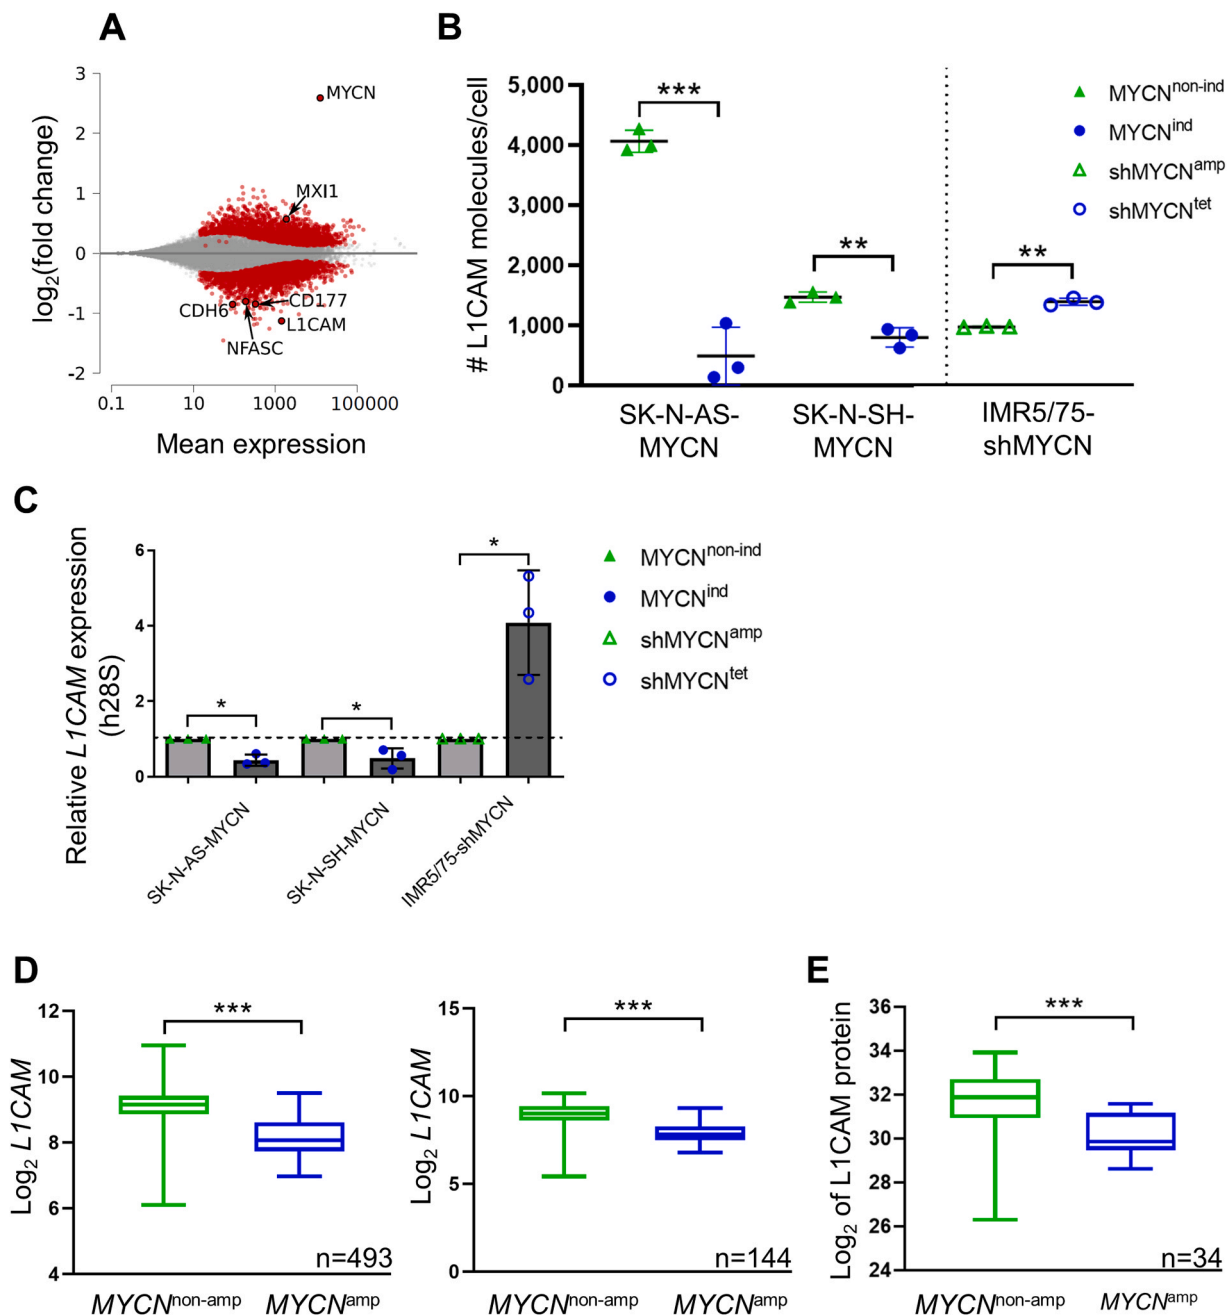 A
log2(fold change)
3
2
1
0
-1
-2
MYCN
MXI1
CDH6
CD177
L1CAM
NFASC
0.1
10
1000
100000
Mean expression
B
# L1CAM molecules/cell
5,000
4,000
3,000
2,000
1,000
0
***
**
**
SK-N-AS-
MYCN
SK-N-SH-
MYCN
IMR5/75-
shMYCN
MYCNnon-ind
MYCNind
shMYCNamp
shMYCNtet
C
Relative L1CAM expression
(h28S)
6
4
2
0
*
*
*
SK-N-AS-MYCN
SK-N-SH-MYCN
IMR5/75-shMYCN
MYCNnon-ind
MYCNind
shMYCNamp
shMYCNtet
D
Log2 L1CAM
12
10
8
6
4
***
n=493
MYCNnon-amp
MYCNamp
Log2 L1CAM
15
10
5
0
***
n=144
MYCNnon-amp
MYCNamp
E
Log2 of L1CAM protein
36
34
32
30
28
26
24
***
n=34
MYCNnon-amp
MYCNamp